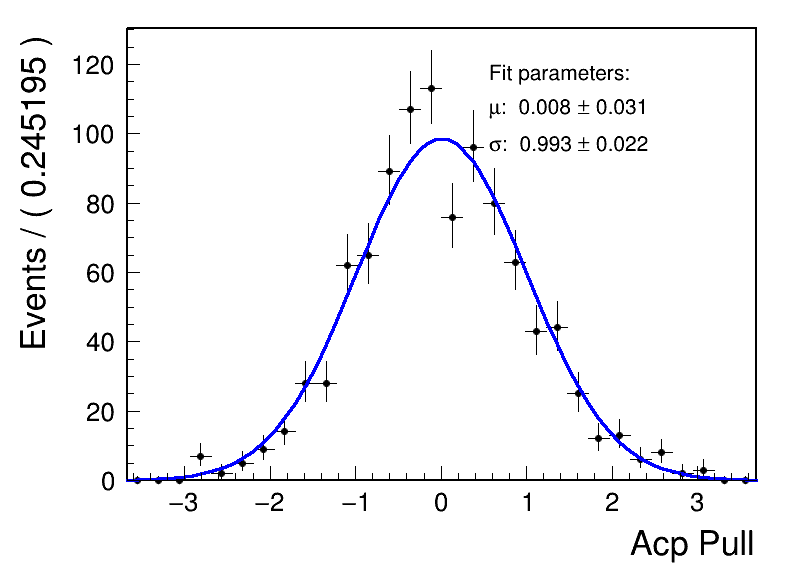 Events / ( 0.245195 )
120
100
80
60
40
20
0
Fit parameters:
μ: 0.008 ± 0.031
σ: 0.993 ± 0.022
−3 −2 −1 0 1 2 3
Acp Pull